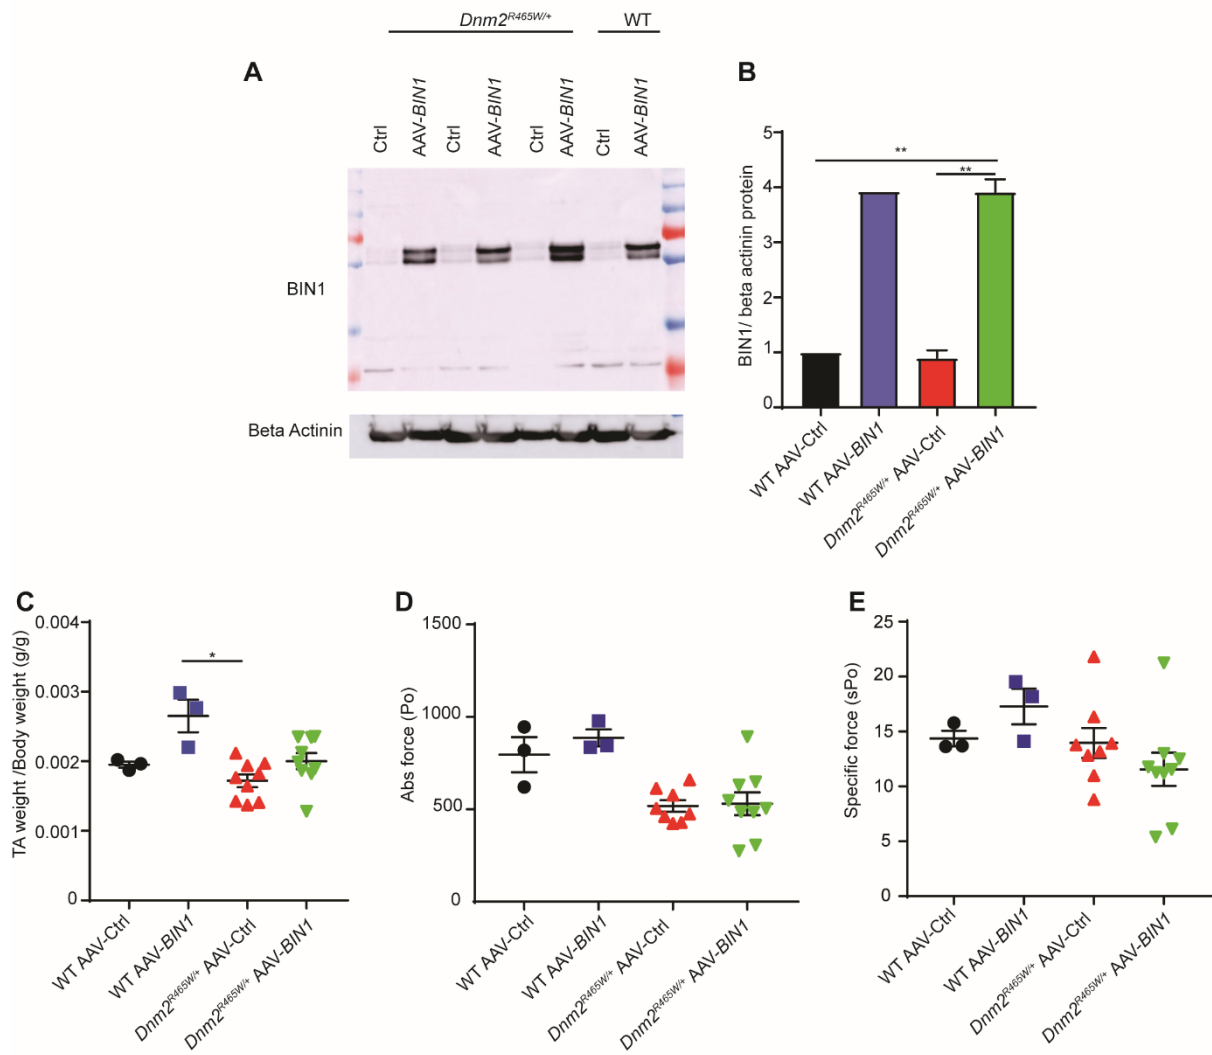 Dnm2R465W/+ WT
A
B
Ctrl
AAV-BIN1
Ctrl
AAV-BIN1
Ctrl
AAV-BIN1
Ctrl
AAV-BIN1
BIN1
Beta Actinin
BIN1/ beta actinin protein
5
4
3
2
1
0
**
**
WT AAV-Ctrl
WT AAV-BIN1
Dnm2R465W/+ AAV-Ctrl
Dnm2R465W/+ AAV-BIN1
C
TA weight /Body weight (g/g)
0.004
0.003
0.002
0.001
0
*
WT AAV-Ctrl
WT AAV-BIN1
Dnm2R465W/+ AAV-Ctrl
Dnm2R465W/+ AAV-BIN1
D
Abs force (Po)
1500
1000
500
0
WT AAV-Ctrl
WT AAV-BIN1
Dnm2R465W/+ AAV-Ctrl
Dnm2R465W/+ AAV-BIN1
E
Specific force (sPo)
25
20
15
10
5
0
WT AAV-Ctrl
WT AAV-BIN1
Dnm2R465W/+ AAV-Ctrl
Dnm2R465W/+ AAV-BIN1